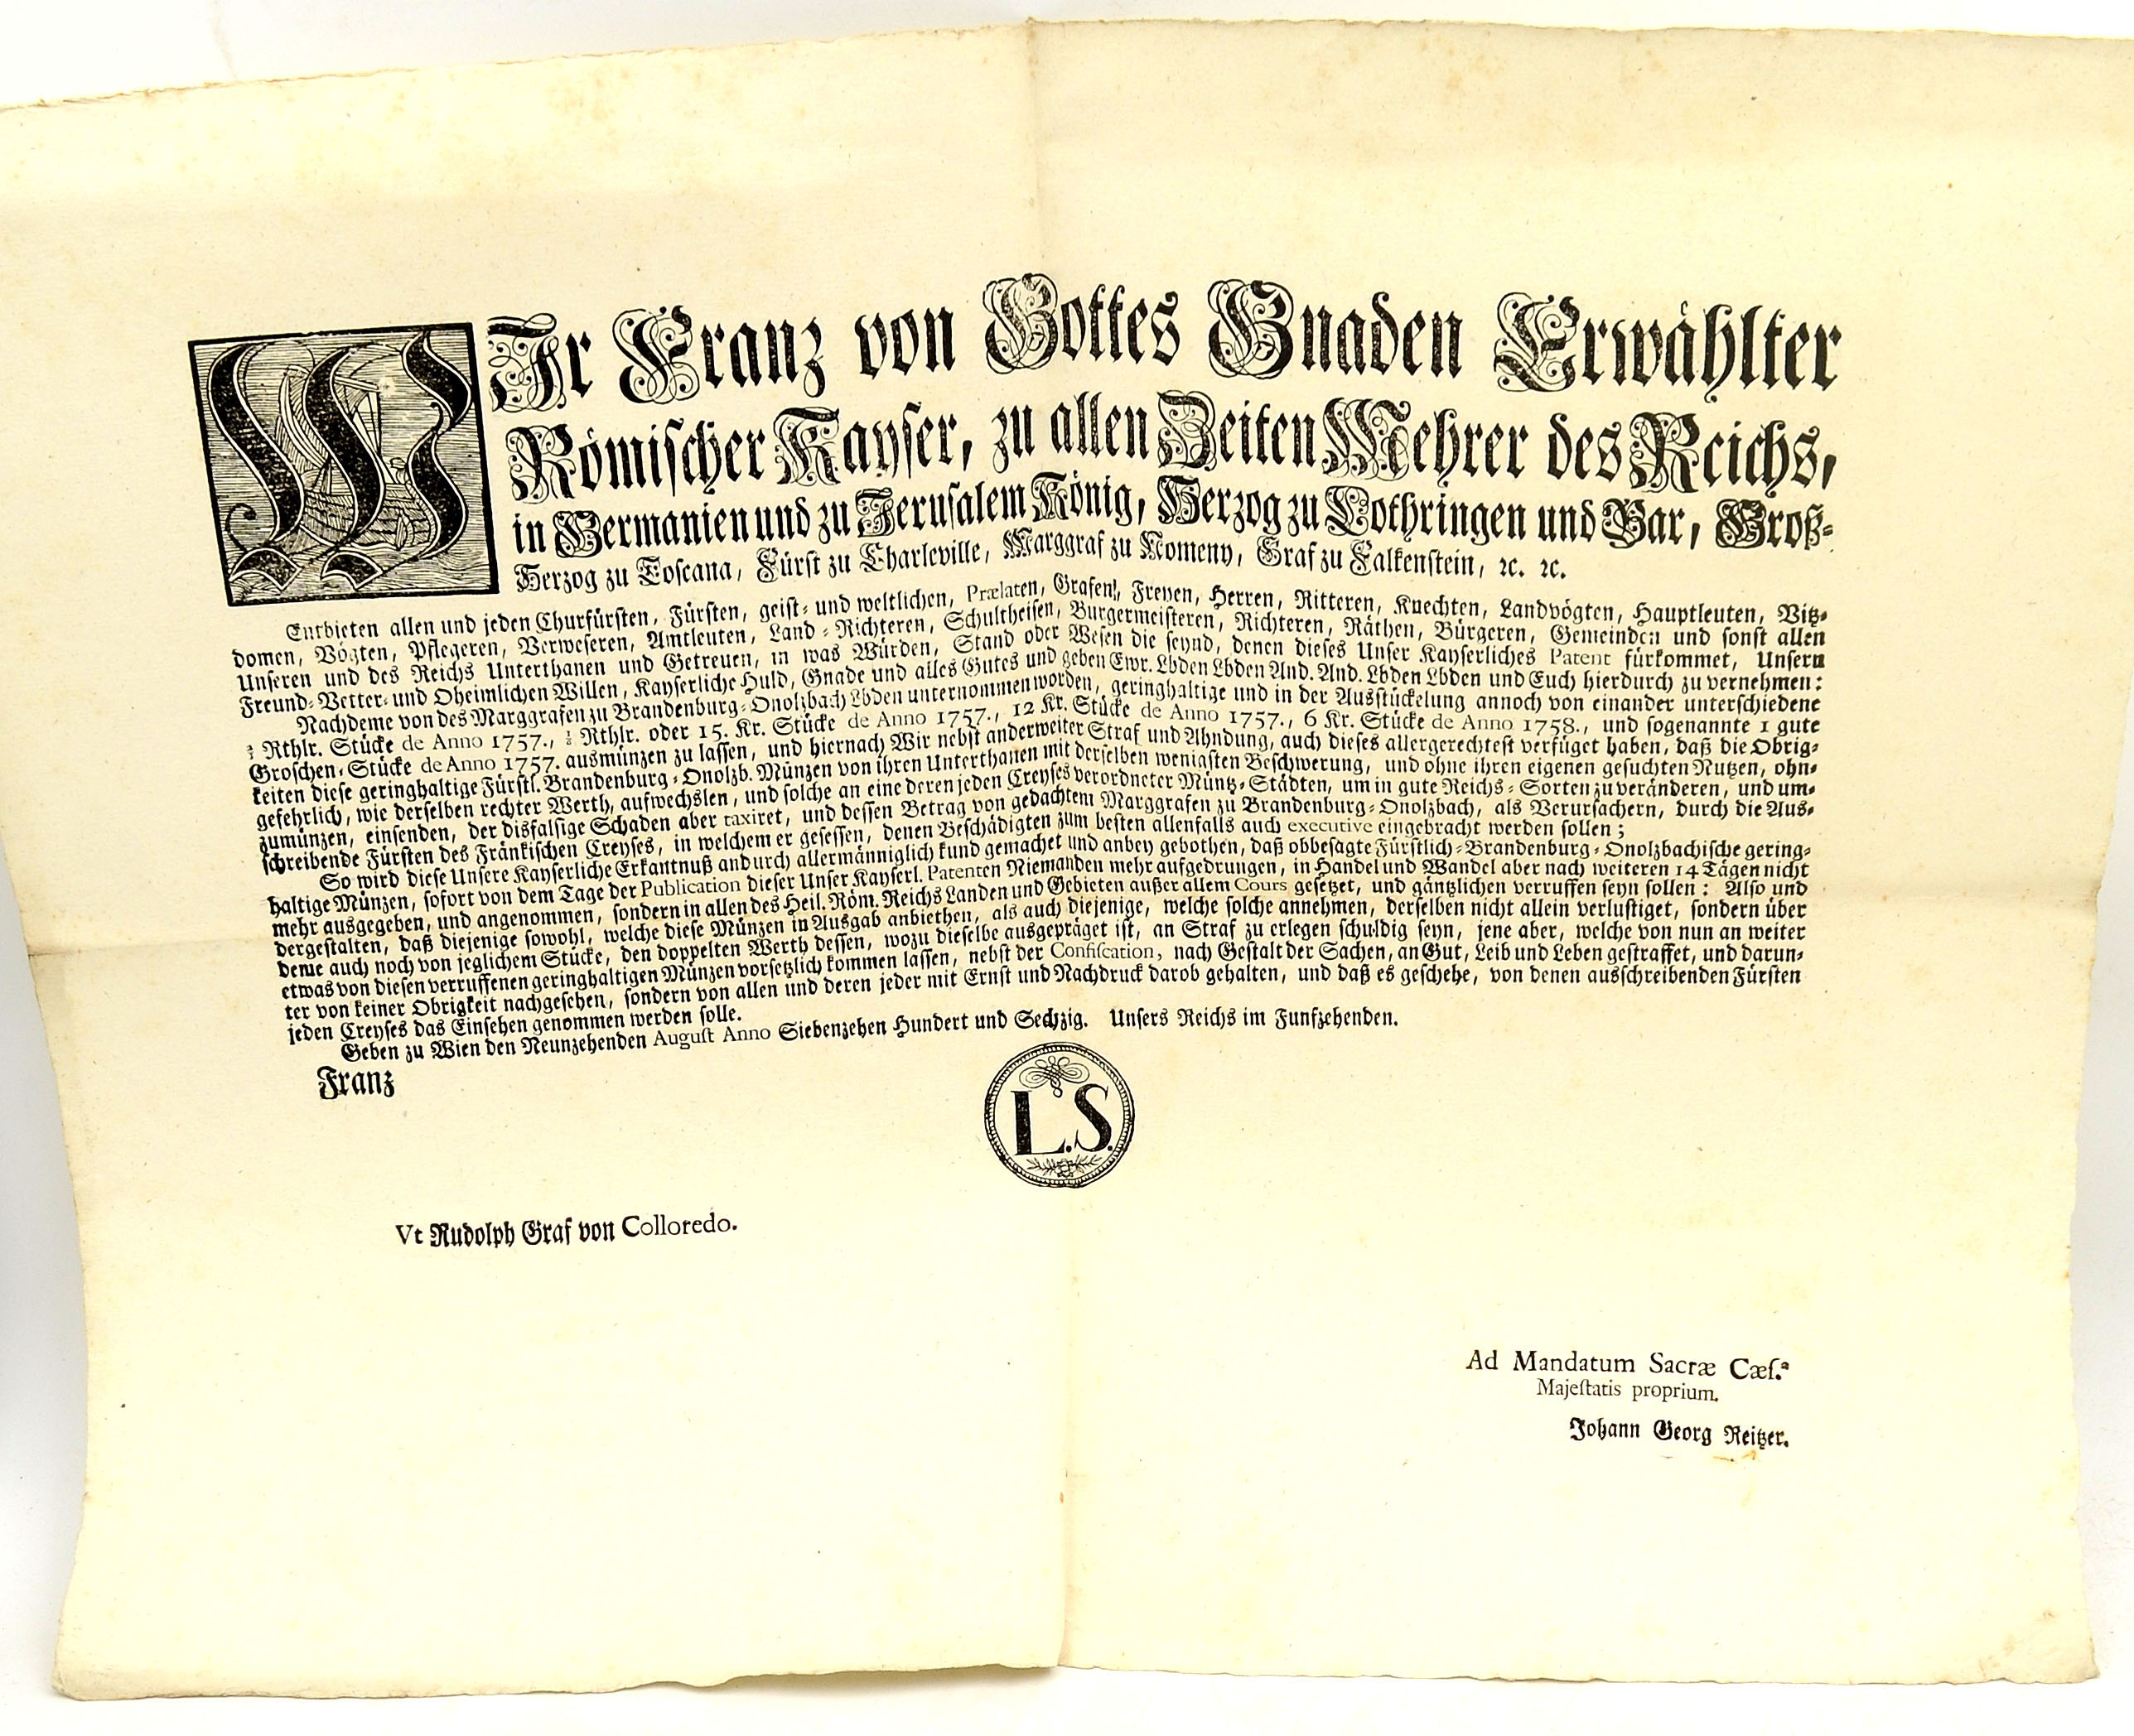 WIr Franz von Gottes Gnaden Erwählter
Römischer Kayser, zu allen Zeiten Mehrer des Reichs,
in Germanien und zu Jerusalem König, Herzog zu Lothringen und Bar, Groß-
Herzog zu Toscana, Fürst zu Charleville, Marggraf zu Nomeny, Graf zu Falkenstein, ꝛc. ꝛc.
Entbieten allen und jeden Churfürsten, Fürsten, geist- und weltlichen, Prælaten, Grafen, Freyen, Herren, Ritteren, Knechten, Landvögten, Hauptleuten, Vitz-
domen, Vögten, Pflegeren, Verweseren, Amtleuten, Land-Richteren, Schultheisen, Burgermeisteren, Richteren, Räthen, Bürgeren, Gemeinden und sonst allen
Unseren und des Reichs Unterthanen und Getreuen, in was Würden, Stand oder Wesen die seynd, denen dieses Unser Kayserliches Patent fürkommet, Unsern
Freund-Vetter- und Oheimlichen Willen, Kayserliche Huld, Gnade und alles Gutes und geben Ewr. Lbden Lbden And. And. Lbden Lbden und Euch hierdurch zu vernehmen:
Nachdeme von des Marggrafen zu Brandenburg-Onolzbach Lbden unternommen worden, geringhaltige und in der Ausstückelung annoch von einander unterschiedene
Rthlr. Stücke de Anno 1757., Rthlr. oder 15. Kr. Stücke de Anno 1757., 12 Kr. Stücke de Anno 1757., 6 Kr. Stücke de Anno 1758., und sogenannte 1 gute
Groschen-Stücke de Anno 1757. ausmünzen zu lassen, und hiernach Wir nebst anderweiter Straf und Ahndung, auch dieses allergerechtest verfüget haben, daß die Obrig-
keiten diese geringhaltige Fürstl. Brandenburg-Onolzb. Münzen von ihren Unterthanen mit derselben wenigsten Beschwerung, und ohne ihren eigenen gesuchten Nutzen, ohn-
gefehrlich, wie derselben rechter Werth, aufwechslen, und solche an eine deren jeden Creyses verordneter Müntz-Städten, um in gute Reichs-Sorten zu veränderen, und um-
zumünzen, einsenden, der disfalsige Schaden aber taxiret, und dessen Betrag von gedachtem Marggrafen zu Brandenburg-Onolzbach, als Verursachern, durch die Aus-
schreibende Fürsten des Fränkischen Creyses, in welchem er gesessen, denen Beschädigten zum besten allenfalls auch executive eingebracht werden sollen;
So wird diese Unsere Kayserliche Erkantnuß andurch allermänniglich kund gemachet und anbey gebothen, daß obbesagte Fürstlich-Brandenburg-Onolzbachische gering-
haltige Münzen, sofort von dem Tage der Publication dieser Unser Kayserl. Patenten Niemanden mehr aufgedrungen, in Handel und Wandel aber nach weiteren 14 Tägen nicht
mehr ausgegeben, und angenommen, sondern in allen des Heil. Röm. Reichs Landen und Gebieten außer allem Cours gesetzet, und gäntzlichen verruffen seyn sollen: Also und
dergestalten, daß diejenige sowohl, welche diese Münzen in Ausgab anbiethen, als auch diejenige, welche solche annehmen, derselben nicht allein verlustiget, sondern über
deme auch noch von jeglichem Stücke, den doppelten Werth dessen, wozu dieselbe ausgepräget ist, an Straf zu erlegen schuldig seyn, jene aber, welche von nun an weiter
etwas von diesen verruffenen geringhaltigen Münzen vorsetzlich kommen lassen, nebst der Confiscation, nach Gestalt der Sachen, an Gut, Leib und Leben gestraffet, und darun-
ter von keiner Obrigkeit nachgesehen, sondern von allen und deren jeder mit Ernst und Nachdruck darob gehalten, und daß es geschehe, von denen ausschreibenden Fürsten
jeden Creyses das Einsehen genommen werden solle.
Geben zu Wien den Neunzehenden August Anno Siebenzehen Hundert und Sechzig. Unsers Reichs im Funfzehenden.
Franz
L.S.
Vt Rudolph Graf von Colloredo.
Ad Mandatum Sacræ Cæs.ª
Majestatis proprium.
Johann Georg Reitzer.